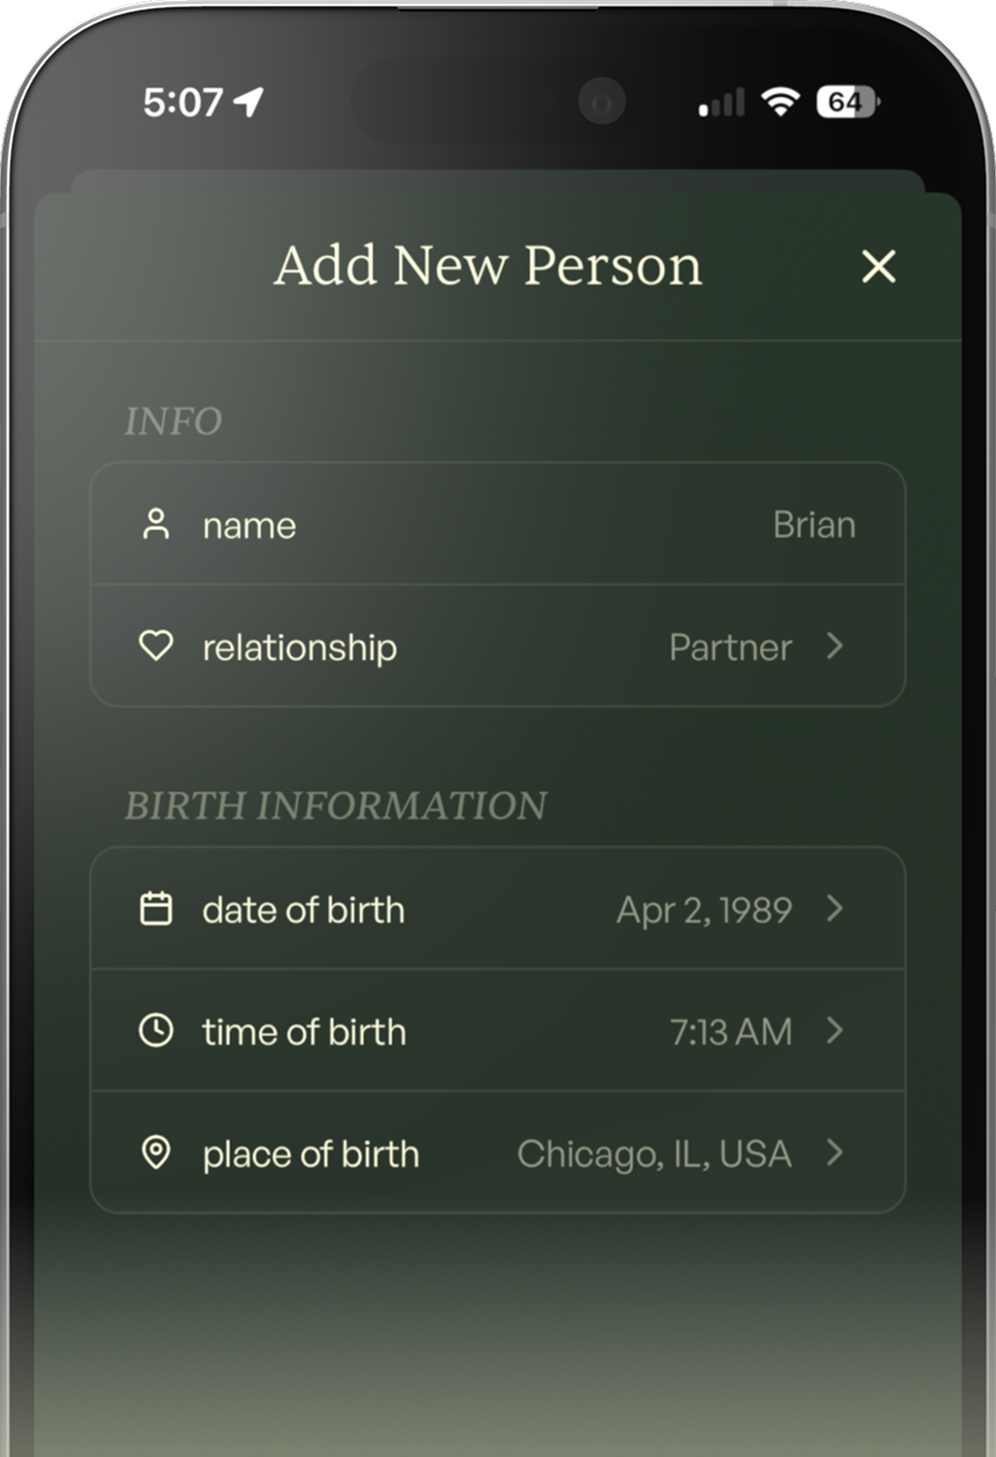 5:07 64
Add New Person
INFO
name Brian
relationship Partner
BIRTH INFORMATION
date of birth Apr 2, 1989
time of birth 7:13 AM
place of birth Chicago, IL, USA